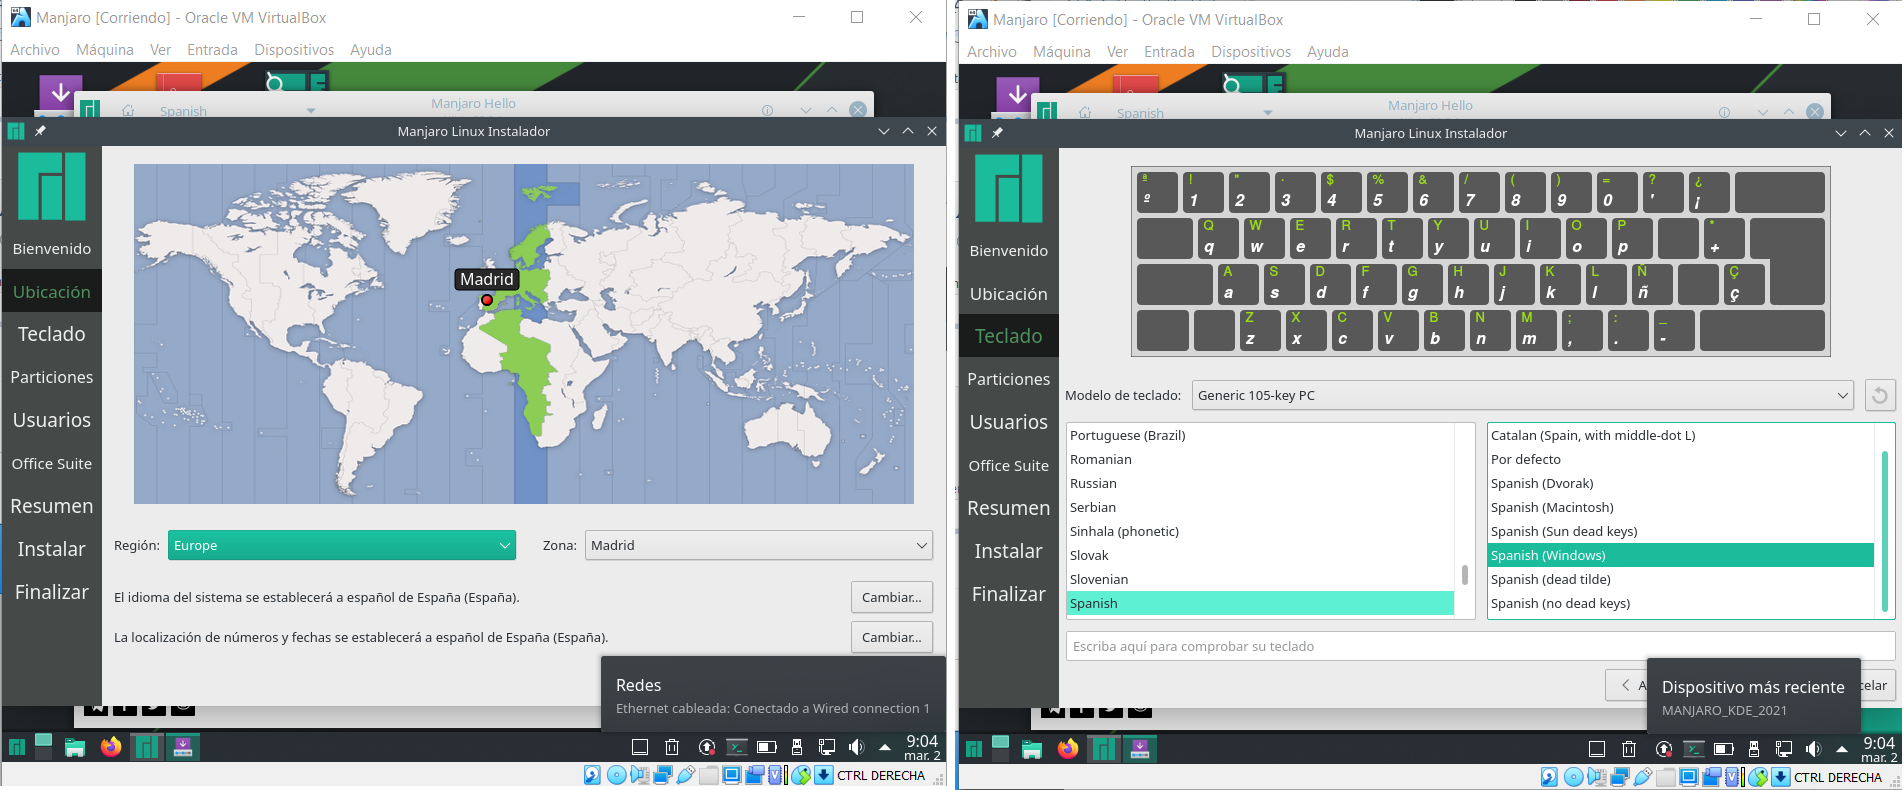 Manjaro [Corriendo] - Oracle VM VirtualBox
Archivo Máquina Ver Entrada Dispositivos Ayuda
Manjaro Hello
Spanish
Manjaro Linux Instalador
Bienvenido
Ubicación
Teclado
Particiones
Usuarios
Office Suite
Resumen
Instalar
Finalizar
Madrid
Región: Europe Zona: Madrid
El idioma del sistema se establecerá a español de España (España). Cambiar...
La localización de números y fechas se establecerá a español de España (España). Cambiar...
Redes
Ethernet cableada: Conectado a Wired connection 1
9:04
mar. 2
CTRL DERECHA
Manjaro [Corriendo] - Oracle VM VirtualBox
Archivo Máquina Ver Entrada Dispositivos Ayuda
Manjaro Hello
Spanish
Manjaro Linux Instalador
Bienvenido
Ubicación
Teclado
Particiones
Usuarios
Office Suite
Resumen
Instalar
Finalizar
ª ! " · $ % & / ( ) = ? ¿
º 1 2 3 4 5 6 7 8 9 0 ' ¡
Q W E R T Y U I O P *
q w e r t y u i o p +
A S D F G H J K L Ñ Ç
a s d f g h j k l ñ ç
Z X C V B N M ; : _
z x c v b n m , . -
Modelo de teclado: Generic 105-key PC
Portuguese (Brazil)
Romanian
Russian
Serbian
Sinhala (phonetic)
Slovak
Slovenian
Spanish
Catalan (Spain, with middle-dot L)
Por defecto
Spanish (Dvorak)
Spanish (Macintosh)
Spanish (Sun dead keys)
Spanish (Windows)
Spanish (dead tilde)
Spanish (no dead keys)
Escriba aquí para comprobar su teclado
A
elar
Dispositivo más reciente
MANJARO_KDE_2021
9:04
mar. 2
CTRL DERECHA